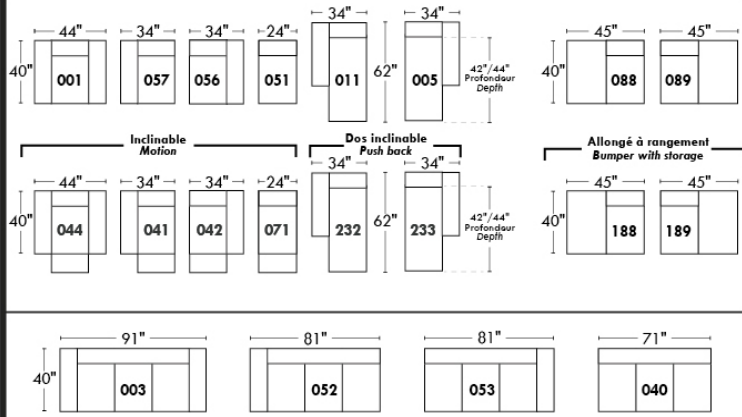 44" 34" 34" 24" 34" 34" 45" 45"
40" 001 057 056 051 011 62" 005 42"/44" Profondeur Depth 40" 088 089
Inclinable
Motion
Dos inclinable
Push back
Allongé à rangement
Bumper with storage
44" 34" 34" 24" 34" 34" 45" 45"
40" 044 041 042 071 232 62" 233 42"/44" Profondeur Depth 40" 188 189
91" 81" 81" 71"
40" 003 052 053 040